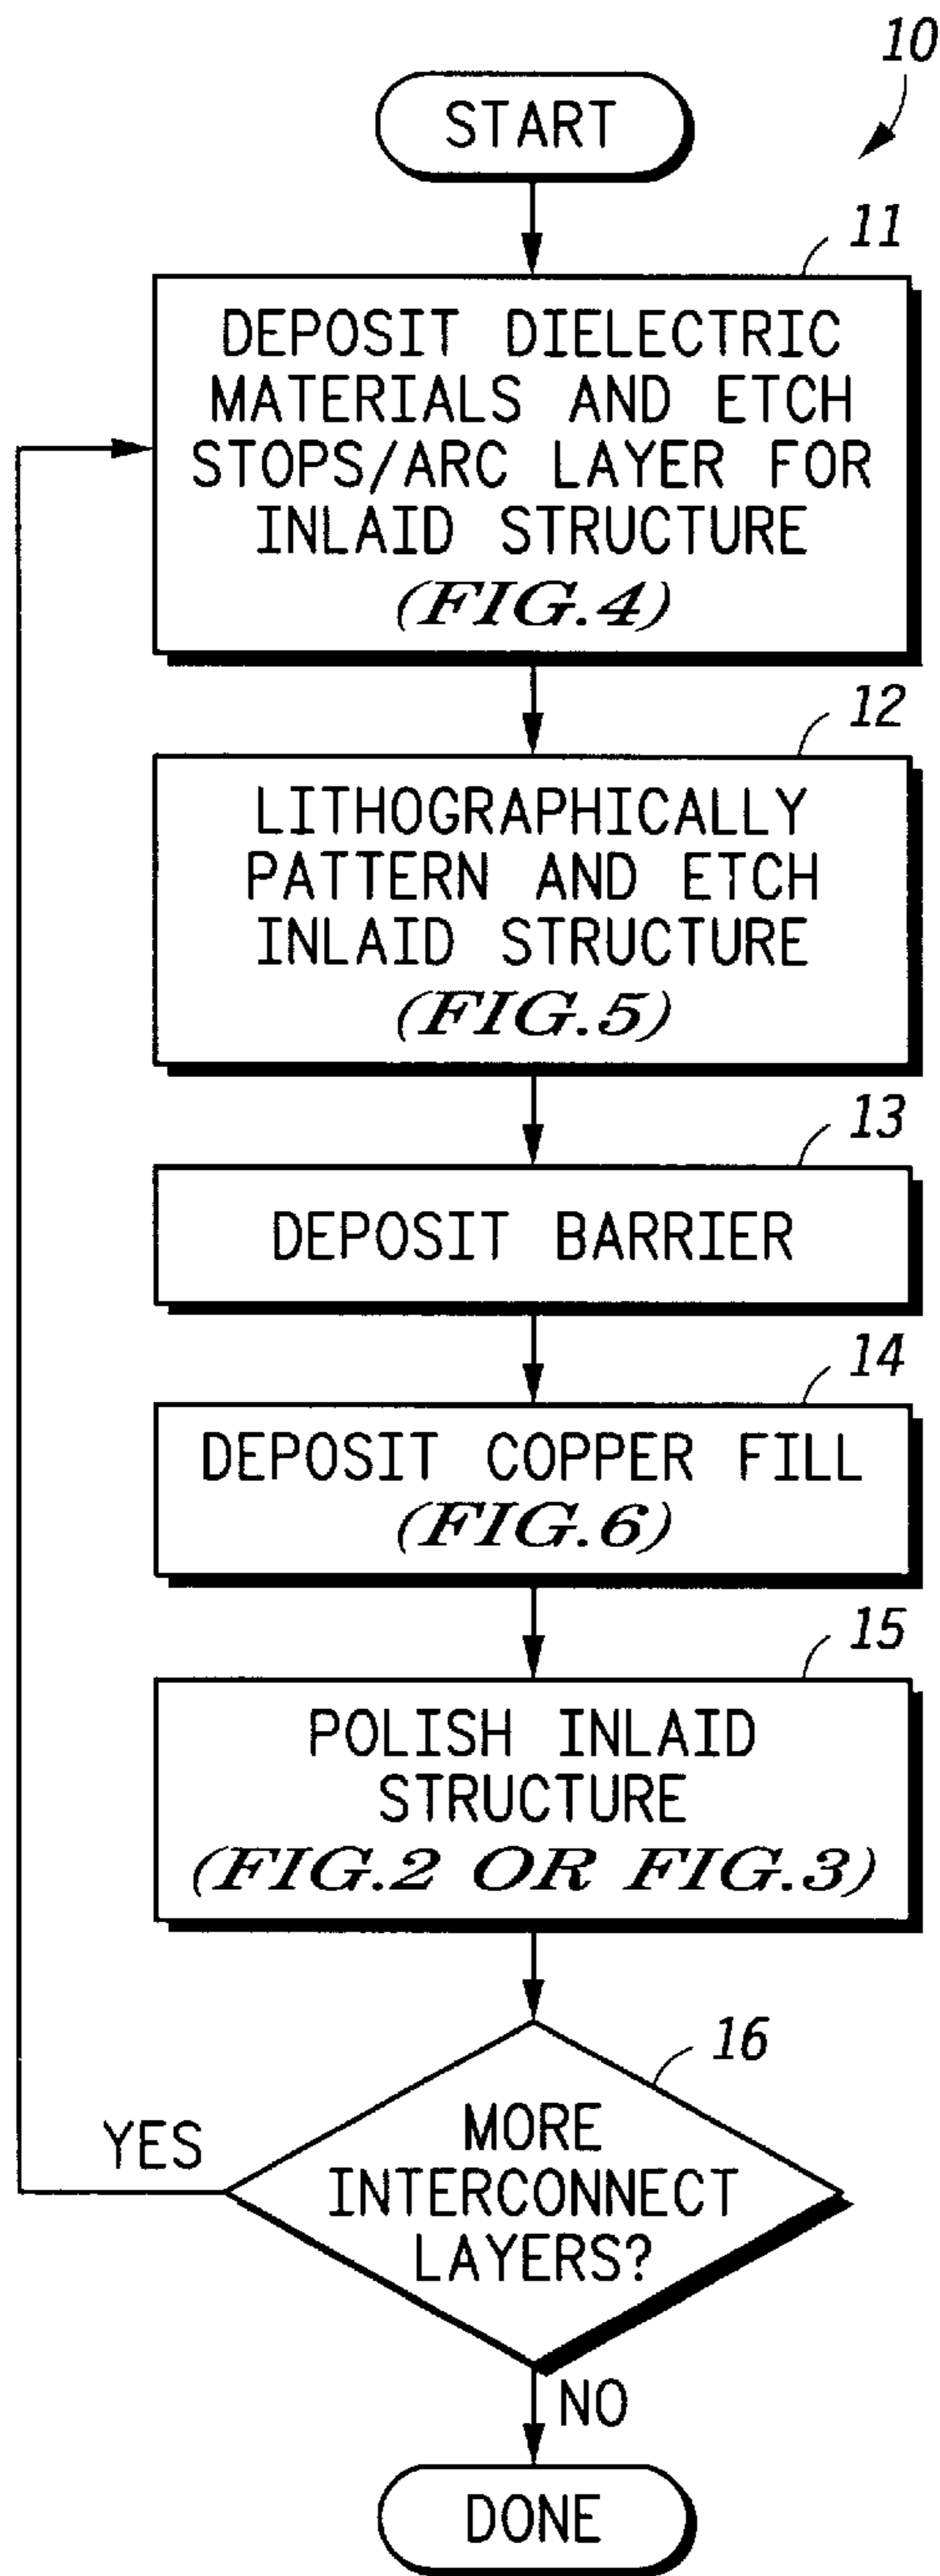 10
START
11
DEPOSIT DIELECTRIC
MATERIALS AND ETCH
STOPS/ARC LAYER FOR
INLAID STRUCTURE
(FIG.4)
12
LITHOGRAPHICALLY
PATTERN AND ETCH
INLAID STRUCTURE
(FIG.5)
13
DEPOSIT BARRIER
14
DEPOSIT COPPER FILL
(FIG.6)
15
POLISH INLAID
STRUCTURE
(FIG.2 OR FIG.3)
16
MORE
INTERCONNECT
LAYERS?
YES
NO
DONE